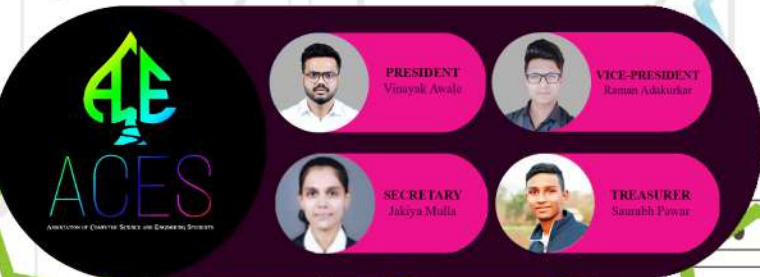 ACE
ACES
ASSOCIATION OF COMPUTER SCIENCE AND ENGINEERING STUDENTS
PRESIDENT
Vinayak Awale
VICE-PRESIDENT
Raman Adakurkar
SECRETARY
Jakiya Mulla
TREASURER
Saurabh Pawar